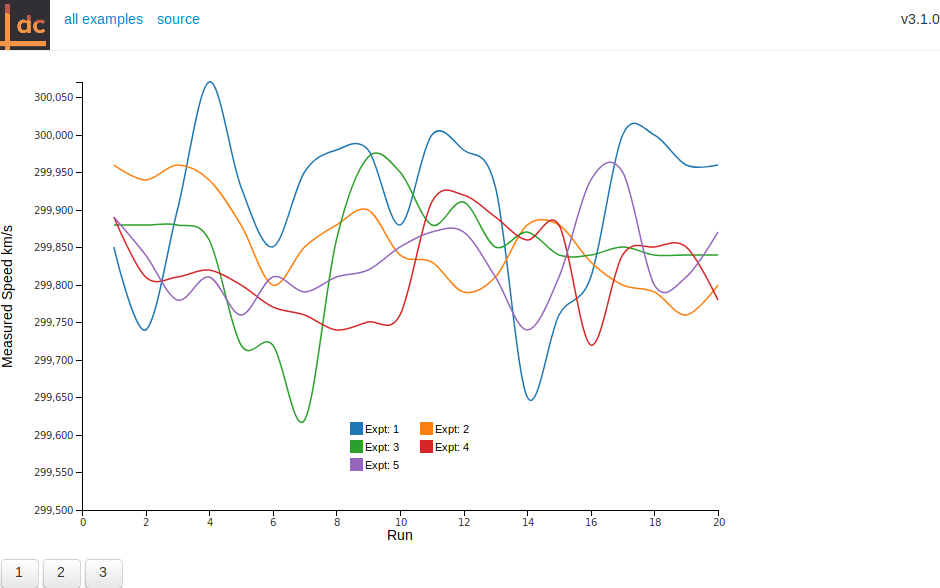 dc all examples source v3.1.0
300,050
300,000
299,950
299,900
299,850
299,800
299,750
299,700
299,650
299,600
299,550
299,500
Measured Speed km/s
Expt: 1 Expt: 2
Expt: 3 Expt: 4
Expt: 5
0 2 4 6 8 10 12 14 16 18 20
Run
1 2 3